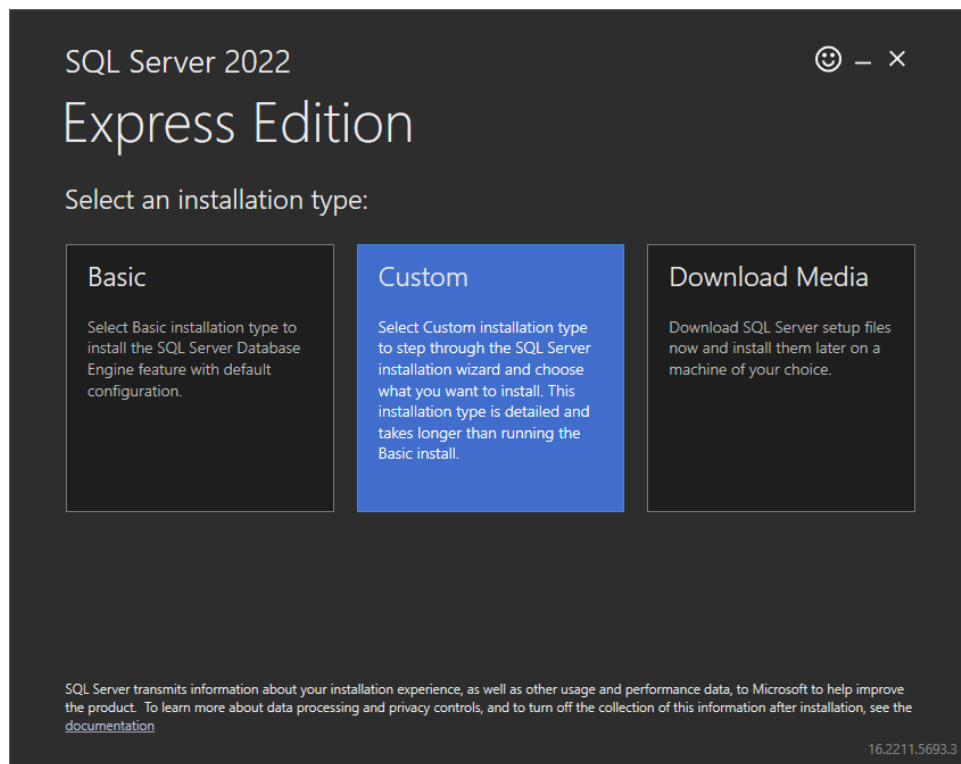 SQL Server 2022
Express Edition
Select an installation type:
Basic
Select Basic installation type to
install the SQL Server Database
Engine feature with default
configuration.
Custom
Select Custom installation type
to step through the SQL Server
installation wizard and choose
what you want to install. This
installation type is detailed and
takes longer than running the
Basic install.
Download Media
Download SQL Server setup files
now and install them later on a
machine of your choice.
SQL Server transmits information about your installation experience, as well as other usage and performance data, to Microsoft to help improve
the product.  To learn more about data processing and privacy controls, and to turn off the collection of this information after installation, see the
documentation
16.2211.5693.3